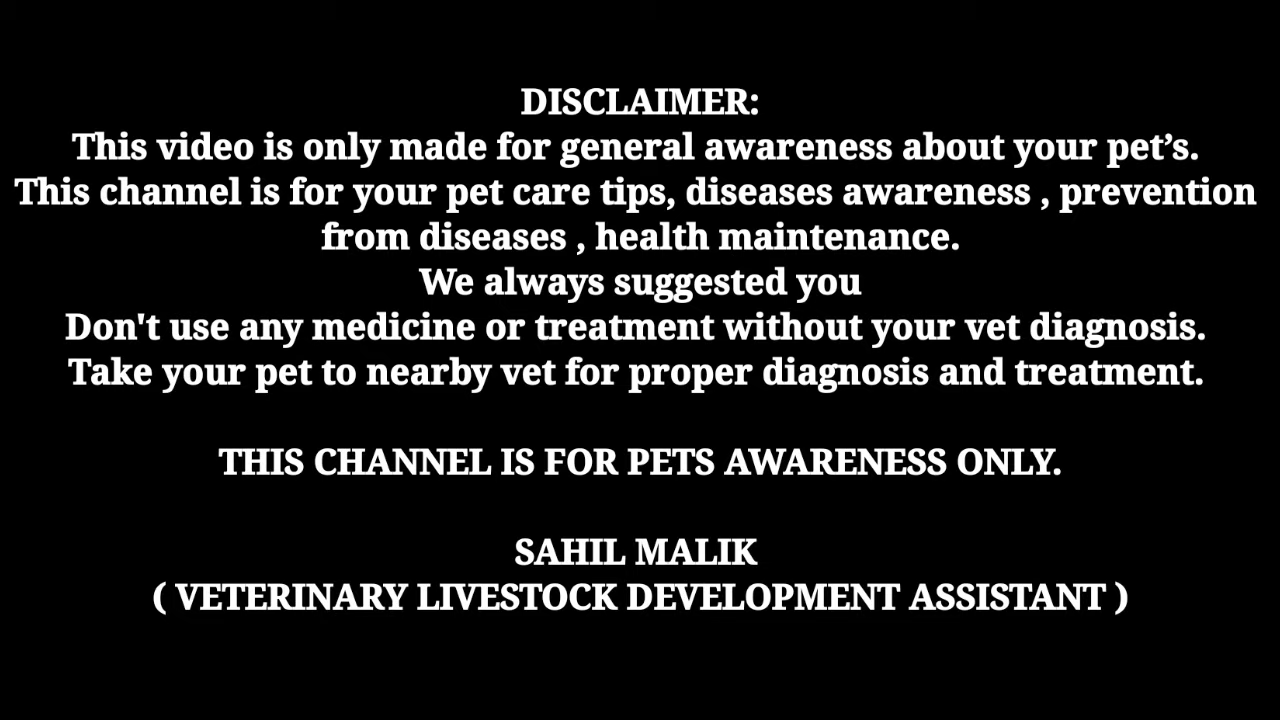 DISCLAIMER:
This video is only made for general awareness about your pet’s.
This channel is for your pet care tips, diseases awareness , prevention
from diseases , health maintenance.
We always suggested you
Don't use any medicine or treatment without your vet diagnosis.
Take your pet to nearby vet for proper diagnosis and treatment.
THIS CHANNEL IS FOR PETS AWARENESS ONLY.
SAHIL MALIK
( VETERINARY LIVESTOCK DEVELOPMENT ASSISTANT )